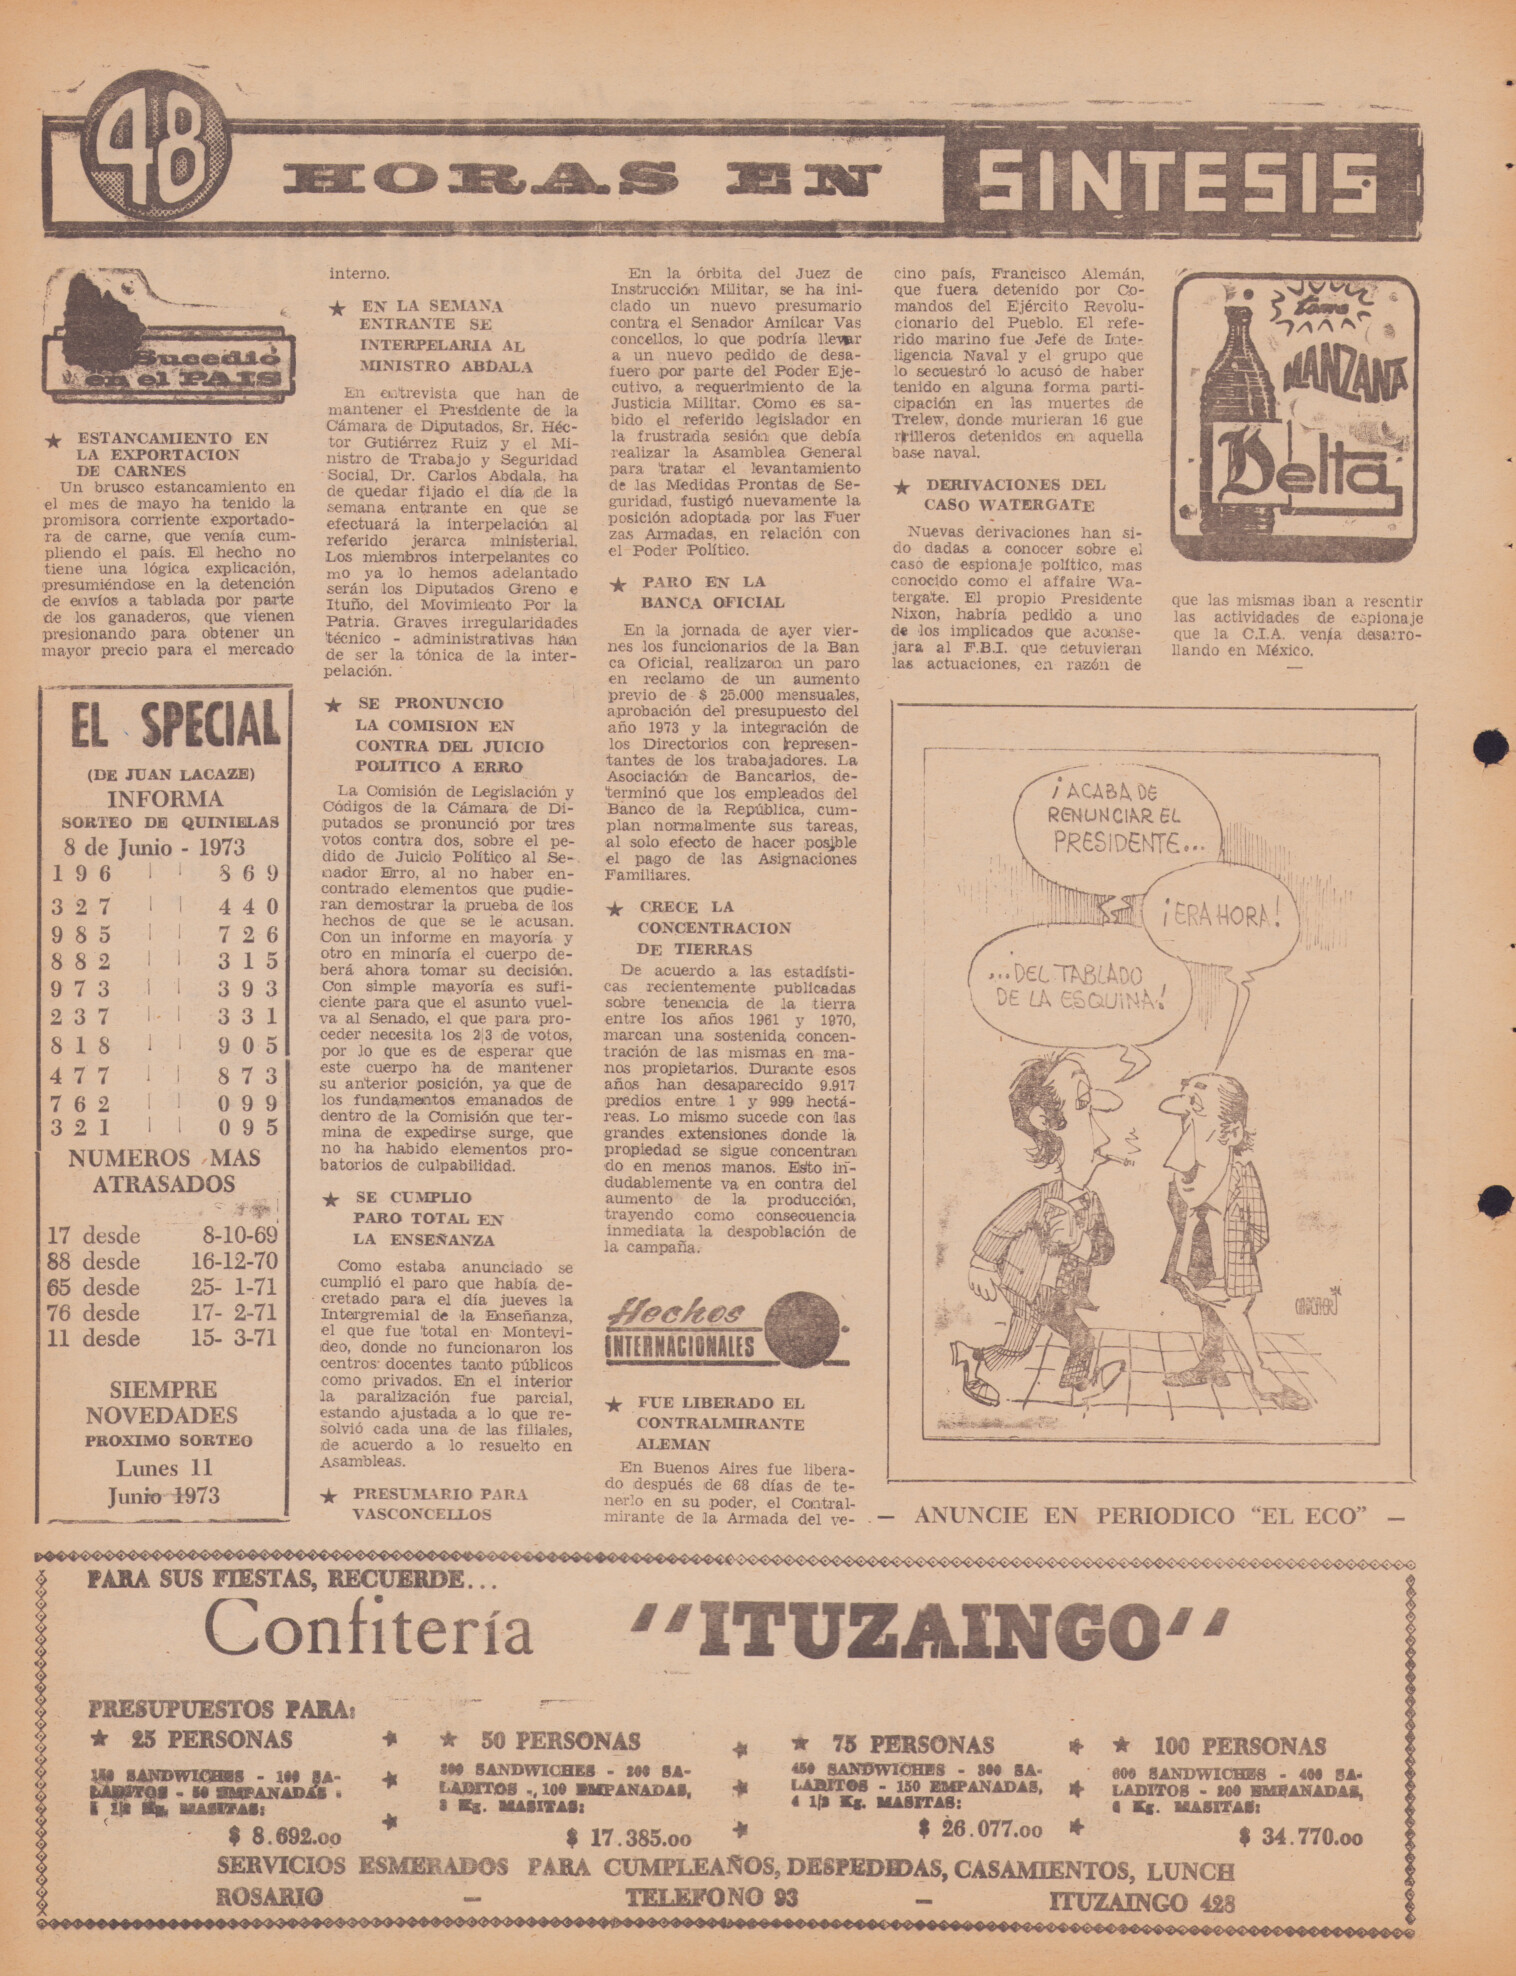 48 HORAS EN SINTESIS
Sucedió
en el PAIS
★ ESTANCAMIENTO EN
LA EXPORTACION
DE CARNES
Un brusco estancamiento en
el mes de mayo ha tenido la
promisora corriente exportado-
ra de carne, que venía cum-
pliendo el país. El hecho no
tiene una lógica explicación,
presumiéndose en la detención
de envíos a tablada por parte
de los ganaderos, que vienen
presionando para obtener un
mayor precio para el mercado
interno.
★ EN LA SEMANA
ENTRANTE SE
INTERPELARIA AL
MINISTRO ABDALA
En entrevista que han de
mantener el Presidente de la
Cámara de Diputados, Sr. Héc-
tor Gutiérrez Ruiz y el Mi-
nistro de Trabajo y Seguridad
Social, Dr. Carlos Abdala, ha
de quedar fijado el día de la
semana entrante en que se
efectuará la interpelación al
referido jerarca ministerial.
Los miembros interpelantes co
mo ya lo hemos adelantado
serán los Diputados Greno e
Ituño, del Movimiento Por la
Patria. Graves irregularidades
técnico - administrativas han
de ser la tónica de la inter-
pelación.
★ SE PRONUNCIO
LA COMISION EN
CONTRA DEL JUICIO
POLITICO A ERRO
La Comisión de Legislación y
Códigos de la Cámara de Di-
putados se pronunció por tres
votos contra dos, sobre el pe-
dido de Juicio Político al Se-
nador Erro, al no haber en-
contrado elementos que pudie-
ran demostrar la prueba de los
hechos de que se le acusan.
Con un informe en mayoría y
otro en minoría el cuerpo de-
berá ahora tomar su decisión.
Con simple mayoría es sufi-
ciente para que el asunto vuel-
va al Senado, el que para pro-
ceder necesita los 2|3 de votos,
por lo que es de esperar que
este cuerpo ha de mantener
su anterior posición, ya que de
los fundamentos emanados de
dentro de la Comisión que ter-
mina de expedirse surge, que
no ha habido elementos pro-
batorios de culpabilidad.
★ SE CUMPLIO
PARO TOTAL EN
LA ENSEÑANZA
Como estaba anunciado se
cumplió el paro que había de-
cretado para el día jueves la
Intergremial de la Enseñanza,
el que fue total en Montevi-
deo, donde no funcionaron los
centros docentes tanto públicos
como privados. En el interior
la paralización fue parcial,
estando ajustada a lo que re-
solvió cada una de las filiales,
de acuerdo a lo resuelto en
Asambleas.
★ PRESUMARIO PARA
VASCONCELLOS
En la órbita del Juez de
Instrucción Militar, se ha ini-
ciado un nuevo presumario
contra el Senador Amílcar Vas
concellos, lo que podría llevar
a un nuevo pedido de desa-
fuero por parte del Poder Eje-
cutivo, a requerimiento de la
Justicia Militar. Como es sa-
bido el referido legislador en
la frustrada sesión que debía
realizar la Asamblea General
para tratar el levantamiento
de las Medidas Prontas de Se-
guridad, fustigó nuevamente la
posición adoptada por las Fuer
zas Armadas, en relación con
el Poder Político.
★ PARO EN LA
BANCA OFICIAL
En la jornada de ayer vier-
nes los funcionarios de la Ban
ca Oficial, realizaron un paro
en reclamo de un aumento
previo de $ 25.000 mensuales,
aprobación del presupuesto del
año 1973 y la integración de
los Directorios con represen-
tantes de los trabajadores. La
Asociación de Bancarios, de-
terminó que los empleados del
Banco de la República, cum-
plan normalmente sus tareas,
al solo efecto de hacer posible
el pago de las Asignaciones
Familiares.
★ CRECE LA
CONCENTRACION
DE TIERRAS
De acuerdo a las estadísti-
cas recientemente publicadas
sobre tenencia de la tierra
entre los años 1961 y 1970,
marcan una sostenida concen-
tración de las mismas en ma-
nos propietarios. Durante esos
años han desaparecido 9.917
predios entre 1 y 999 hectá-
reas. Lo mismo sucede con las
grandes extensiones donde la
propiedad se sigue concentran
do en menos manos. Esto in-
dudablemente va en contra del
aumento de la producción,
trayendo como consecuencia
inmediata la despoblación de
la campaña.
Hechos
INTERNACIONALES
★ FUE LIBERADO EL
CONTRALMIRANTE
ALEMAN
En Buenos Aires fue libera-
do después de 68 días de te-
nerlo en su poder, el Contral-
mirante de la Armada del ve-
cino país, Francisco Alemán,
que fuera detenido por Co-
mandos del Ejército Revolu-
cionario del Pueblo. El refe-
rido marino fue Jefe de Inte-
ligencia Naval y el grupo que
lo secuestró lo acusó de haber
tenido en alguna forma parti-
cipación en las muertes de
Trelew, donde murieran 16 gue
rrilleros detenidos en aquella
base naval.
★ DERIVACIONES DEL
CASO WATERGATE
Nuevas derivaciones han si-
do dadas a conocer sobre el
caso de espionaje político, mas
conocido como el affaire Wa-
tergate. El propio Presidente
Nixon, habría pedido a uno
de los implicados que aconse-
jara al F.B.I. que detuvieran
las actuaciones, en razón de
que las mismas iban a resentir
las actividades de espionaje
que la C.I.A. venía desarro-
llando en México.
tome
MANZANA
Delta
EL SPECIAL
(DE JUAN LACAZE)
INFORMA
SORTEO DE QUINIELAS
8 de Junio - 1973
196 | | 869
327 | | 440
985 | | 726
882 | | 315
973 | | 393
237 | | 331
818 | | 905
477 | | 873
762 | | 099
321 | | 095
NUMEROS MAS
ATRASADOS
17 desde 8-10-69
88 desde 16-12-70
65 desde 25- 1-71
76 desde 17- 2-71
11 desde 15- 3-71
SIEMPRE
NOVEDADES
PROXIMO SORTEO
Lunes 11
Junio 1973
¡ACABA DE
RENUNCIAR EL
PRESIDENTE...
¡ERA HORA!
...DEL TABLADO
DE LA ESQUINA!
— ANUNCIE EN PERIODICO "EL ECO" —
PARA SUS FIESTAS, RECUERDE...
Confitería "ITUZAINGO"
PRESUPUESTOS PARA:
★ 25 PERSONAS
150 SANDWICHES - 100 SA-
LADITOS - 50 EMPANADAS -
1 1/2 Kg. MASITAS:
$ 8.692.00
★ 50 PERSONAS
300 SANDWICHES - 200 SA-
LADITOS -, 100 EMPANADAS,
3 Kg. MASITAS:
$ 17.385.00
★ 75 PERSONAS
450 SANDWICHES - 300 SA-
LADITOS - 150 EMPANADAS,
4 1/2 Kg. MASITAS:
$ 26.077.00
★ 100 PERSONAS
600 SANDWICHES - 400 SA-
LADITOS - 200 EMPANADAS,
6 Kg. MASITAS:
$ 34.770.00
SERVICIOS ESMERADOS PARA CUMPLEAÑOS, DESPEDIDAS, CASAMIENTOS, LUNCH
ROSARIO — TELEFONO 93 — ITUZAINGO 428